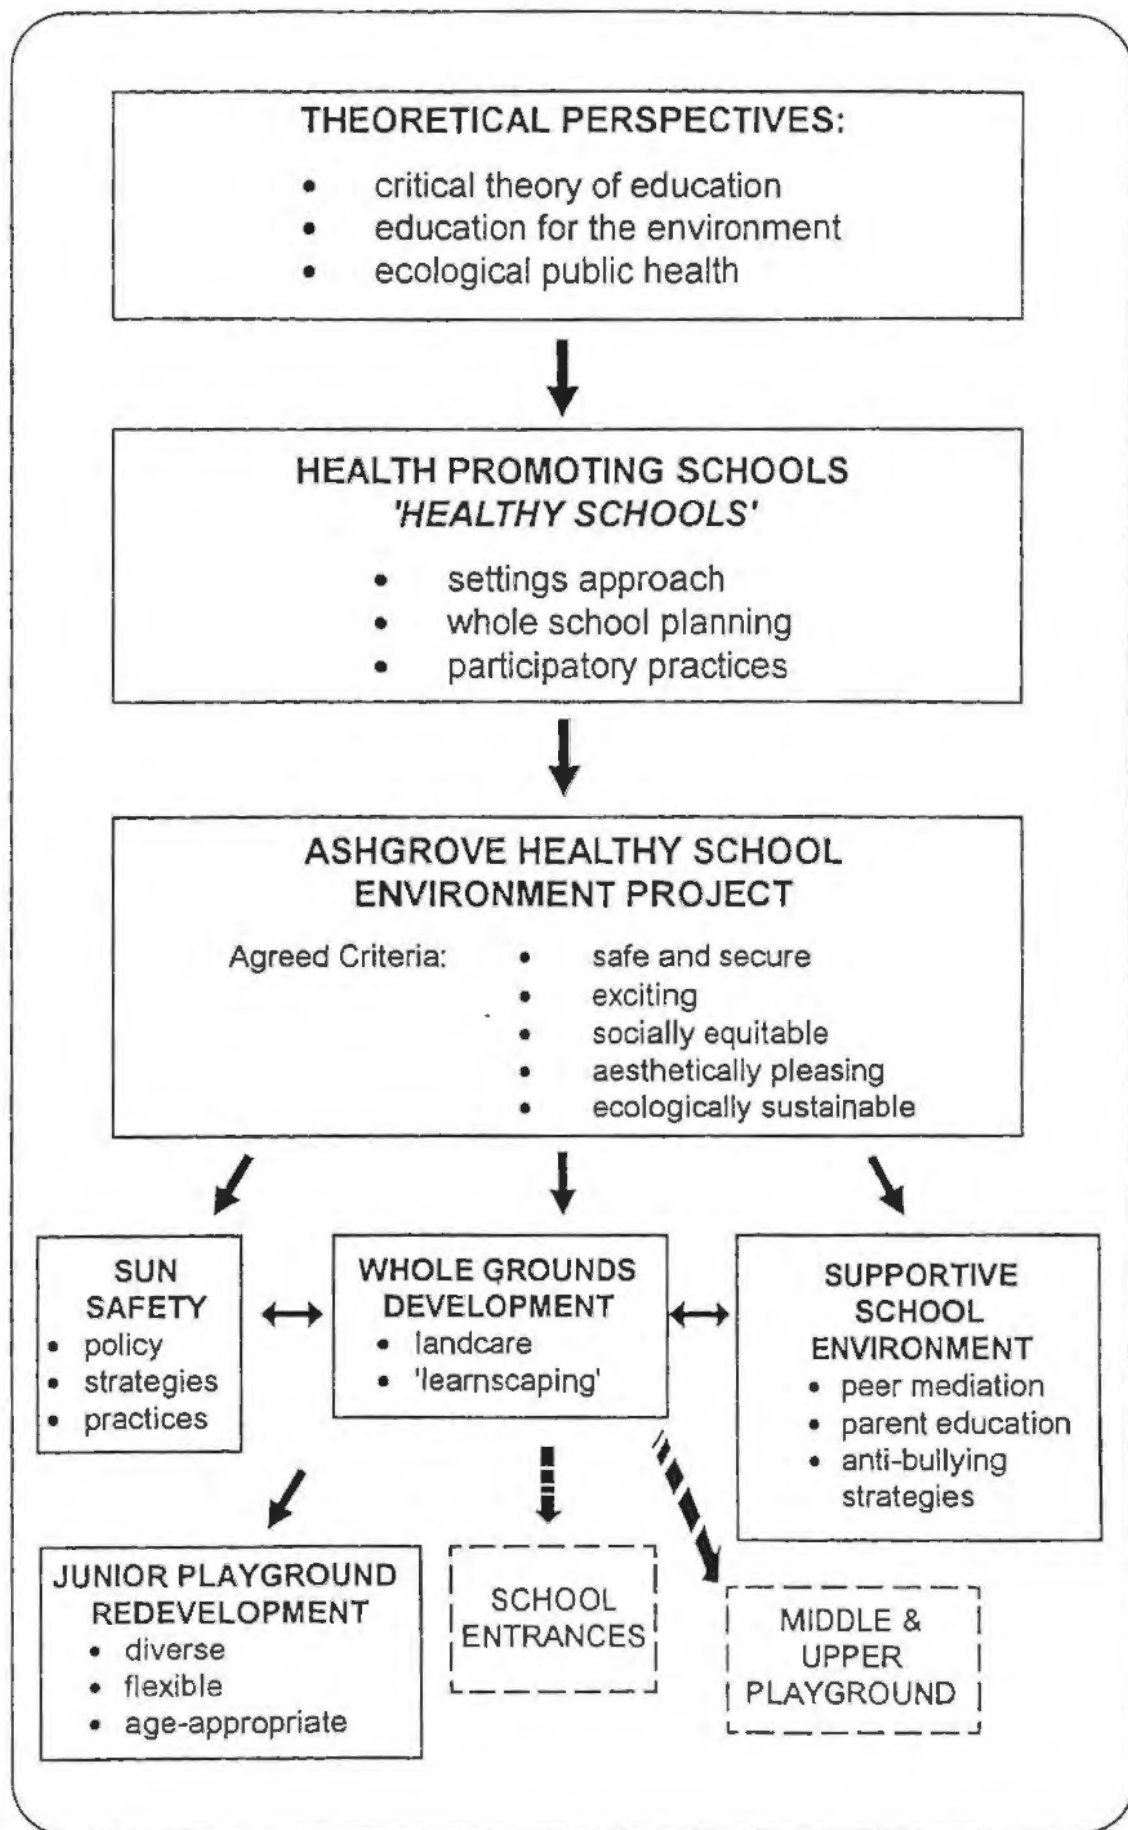 THEORETICAL PERSPECTIVES:
• critical theory of education
• education for the environment
• ecological public health
HEALTH PROMOTING SCHOOLS
'HEALTHY SCHOOLS'
• settings approach
• whole school planning
• participatory practices
ASHGROVE HEALTHY SCHOOL
ENVIRONMENT PROJECT
Agreed Criteria: • safe and secure
• exciting
• socially equitable
• aesthetically pleasing
• ecologically sustainable
SUN
SAFETY
• policy
• strategies
• practices
WHOLE GROUNDS
DEVELOPMENT
• landcare
• 'learnscaping'
SUPPORTIVE
SCHOOL
ENVIRONMENT
• peer mediation
• parent education
• anti-bullying
strategies
JUNIOR PLAYGROUND
REDEVELOPMENT
• diverse
• flexible
• age-appropriate
SCHOOL
ENTRANCES
MIDDLE &
UPPER
PLAYGROUND